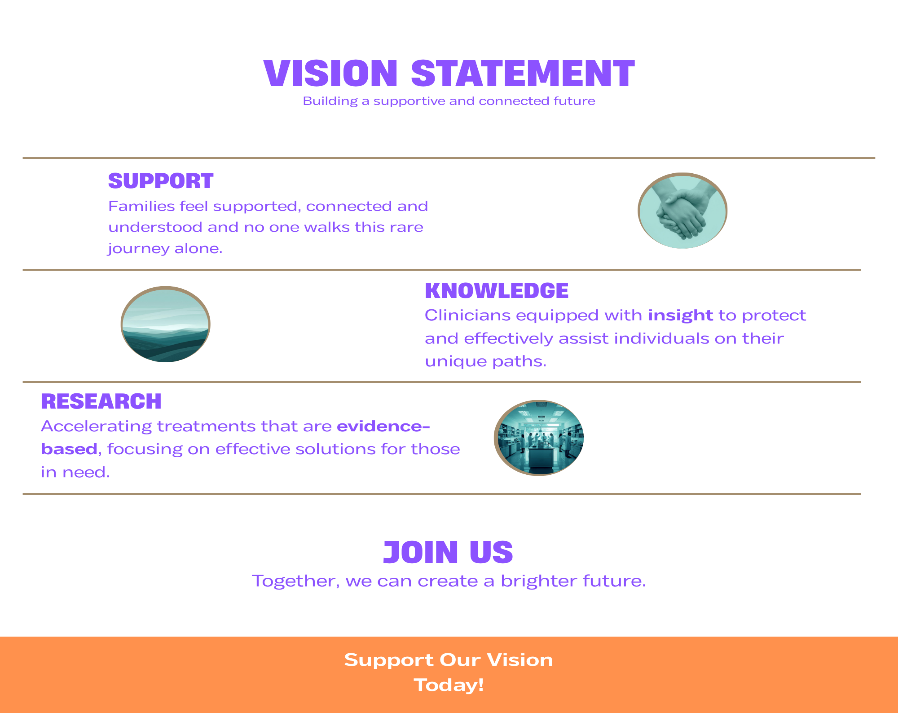 VISION STATEMENT
Building a supportive and connected future
SUPPORT
Families feel supported, connected and
understood and no one walks this rare
journey alone.
KNOWLEDGE
Clinicians equipped with insight to protect
and effectively assist individuals on their
unique paths.
RESEARCH
Accelerating treatments that are evidence-
based, focusing on effective solutions for those
in need.
JOIN US
Together, we can create a brighter future.
Support Our Vision
Today!